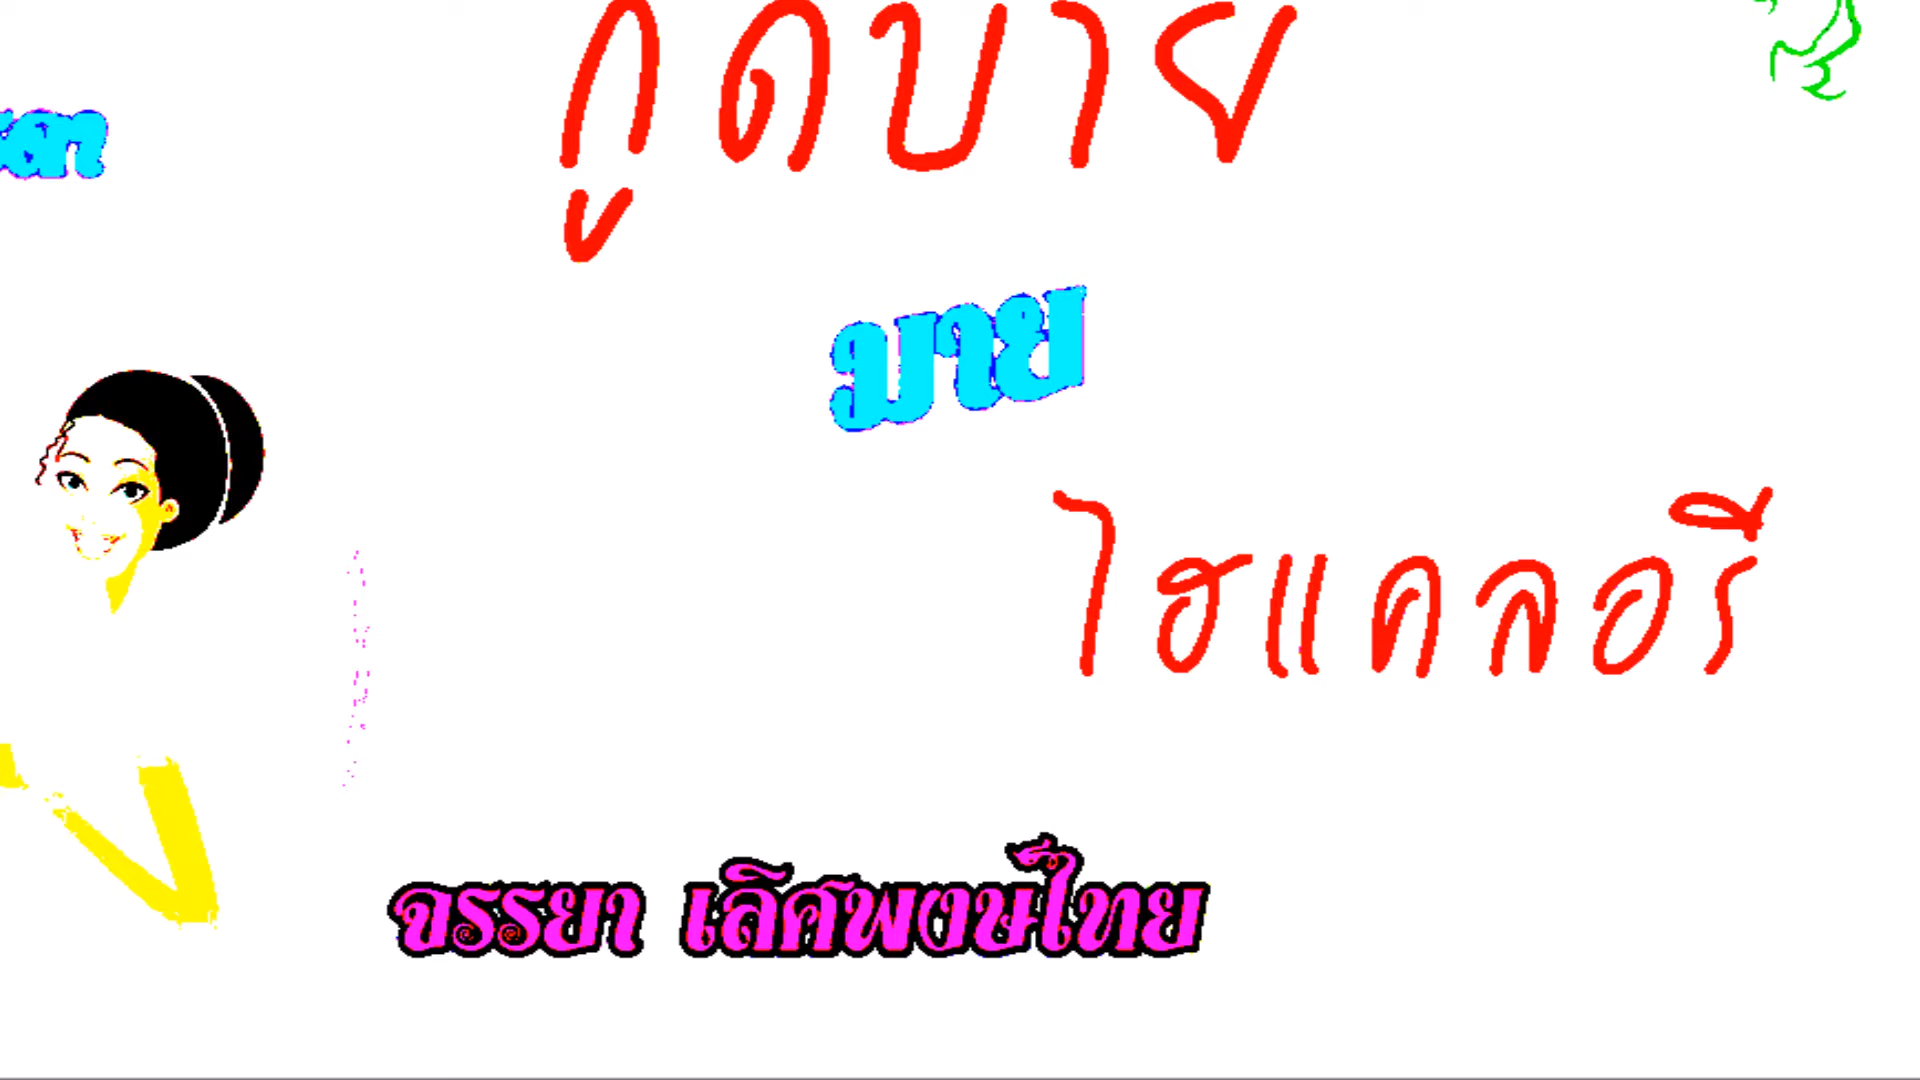 กูดบาย
มาย
ไฮแคลอรี
จรรยา เลิศพงษ์ไทย